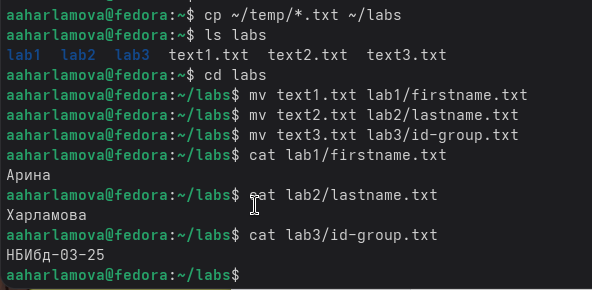 aaharlamova@fedora:~$ cp ~/temp/*.txt ~/labs
aaharlamova@fedora:~$ ls labs
lab1  lab2  lab3  text1.txt  text2.txt  text3.txt
aaharlamova@fedora:~$ cd labs
aaharlamova@fedora:~/labs$ mv text1.txt lab1/firstname.txt
aaharlamova@fedora:~/labs$ mv text2.txt lab2/lastname.txt
aaharlamova@fedora:~/labs$ mv text3.txt lab3/id-group.txt
aaharlamova@fedora:~/labs$ cat lab1/firstname.txt
Арина
aaharlamova@fedora:~/labs$ cat lab2/lastname.txt
Харламова
aaharlamova@fedora:~/labs$ cat lab3/id-group.txt
НБИбд-03-25
aaharlamova@fedora:~/labs$